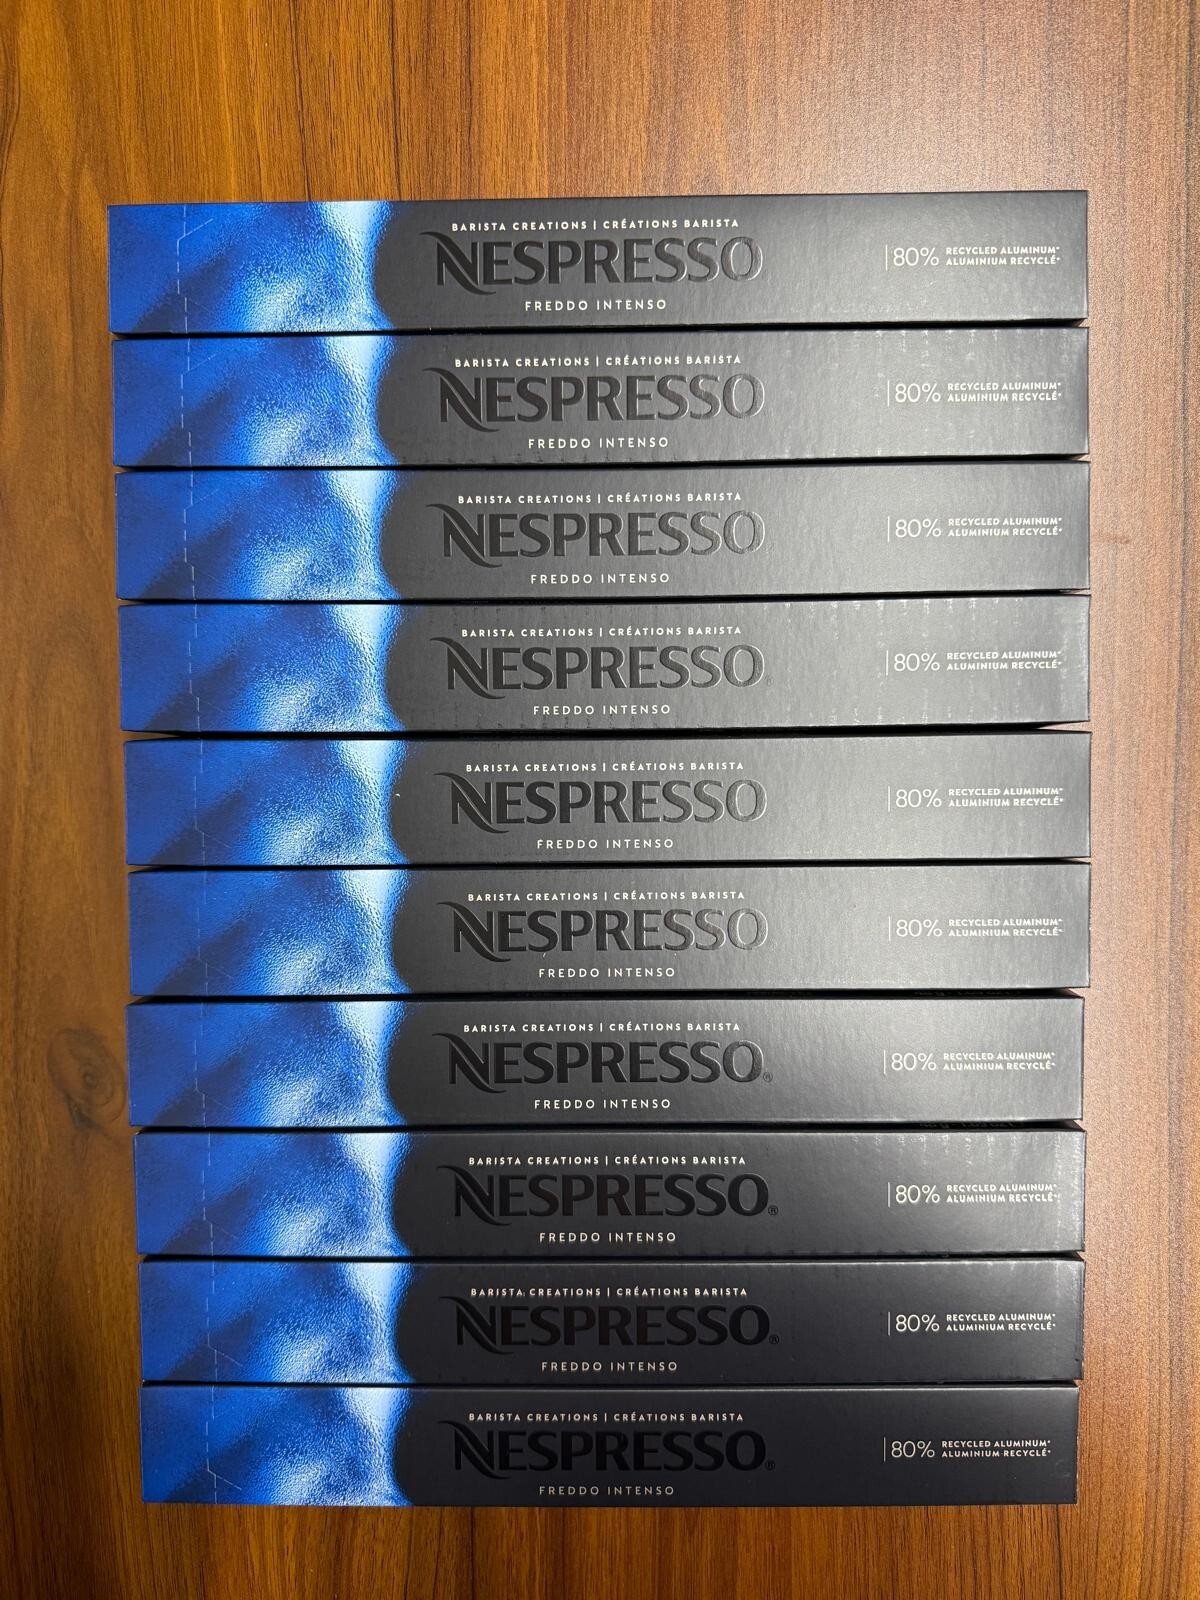 BARISTA CREATIONS | CRÉATIONS BARISTA
NESPRESSO
FREDDO INTENSO
80% RECYCLED ALUMINUM*
ALUMINIUM RECYCLÉ*
BARISTA CREATIONS | CRÉATIONS BARISTA
NESPRESSO
FREDDO INTENSO
80% RECYCLED ALUMINUM*
ALUMINIUM RECYCLÉ*
BARISTA CREATIONS | CRÉATIONS BARISTA
NESPRESSO
FREDDO INTENSO
80% RECYCLED ALUMINUM*
ALUMINIUM RECYCLÉ*
BARISTA CREATIONS | CRÉATIONS BARISTA
NESPRESSO
FREDDO INTENSO
80% RECYCLED ALUMINUM*
ALUMINIUM RECYCLÉ*
BARISTA CREATIONS | CRÉATIONS BARISTA
NESPRESSO
FREDDO INTENSO
80% RECYCLED ALUMINUM*
ALUMINIUM RECYCLÉ*
BARISTA CREATIONS | CRÉATIONS BARISTA
NESPRESSO
FREDDO INTENSO
80% RECYCLED ALUMINUM*
ALUMINIUM RECYCLÉ*
BARISTA CREATIONS | CRÉATIONS BARISTA
NESPRESSO®
FREDDO INTENSO
80% RECYCLED ALUMINUM*
ALUMINIUM RECYCLÉ*
BARISTA CREATIONS | CRÉATIONS BARISTA
NESPRESSO®
FREDDO INTENSO
80% RECYCLED ALUMINUM*
ALUMINIUM RECYCLÉ*
BARISTA CREATIONS | CRÉATIONS BARISTA
NESPRESSO®
FREDDO INTENSO
80% RECYCLED ALUMINUM*
ALUMINIUM RECYCLÉ*
BARISTA CREATIONS | CRÉATIONS BARISTA
NESPRESSO®
FREDDO INTENSO
80% RECYCLED ALUMINUM*
ALUMINIUM RECYCLÉ*